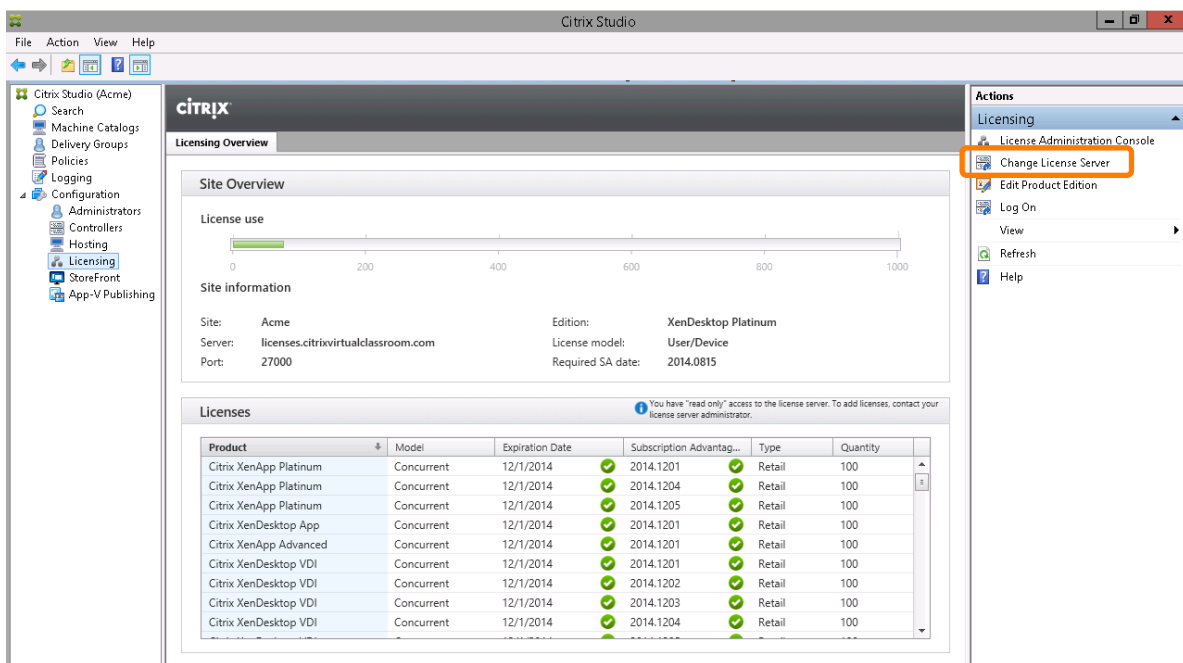 Citrix Studio
File Action View Help
Citrix Studio (Acme)
Search
Machine Catalogs
Delivery Groups
Policies
Logging
Configuration
Administrators
Controllers
Hosting
Licensing
StoreFront
App-V Publishing
CİTRIX
Licensing Overview
Site Overview
License use
0 200 400 600 800 1000
Site information
Site: Acme Edition: XenDesktop Platinum
Server: licenses.citrixvirtualclassroom.com License model: User/Device
Port: 27000 Required SA date: 2014.0815
Licenses
You have "read only" access to the license server. To add licenses, contact your
license server administrator.
Product Model Expiration Date Subscription Advantag... Type Quantity
Citrix XenApp Platinum Concurrent 12/1/2014 2014.1201 Retail 100
Citrix XenApp Platinum Concurrent 12/1/2014 2014.1204 Retail 100
Citrix XenApp Platinum Concurrent 12/1/2014 2014.1205 Retail 100
Citrix XenDesktop App Concurrent 12/1/2014 2014.1201 Retail 100
Citrix XenApp Advanced Concurrent 12/1/2014 2014.1201 Retail 100
Citrix XenDesktop VDI Concurrent 12/1/2014 2014.1201 Retail 100
Citrix XenDesktop VDI Concurrent 12/1/2014 2014.1202 Retail 100
Citrix XenDesktop VDI Concurrent 12/1/2014 2014.1203 Retail 100
Citrix XenDesktop VDI Concurrent 12/1/2014 2014.1204 Retail 100
Actions
Licensing
License Administration Console
Change License Server
Edit Product Edition
Log On
View
Refresh
Help